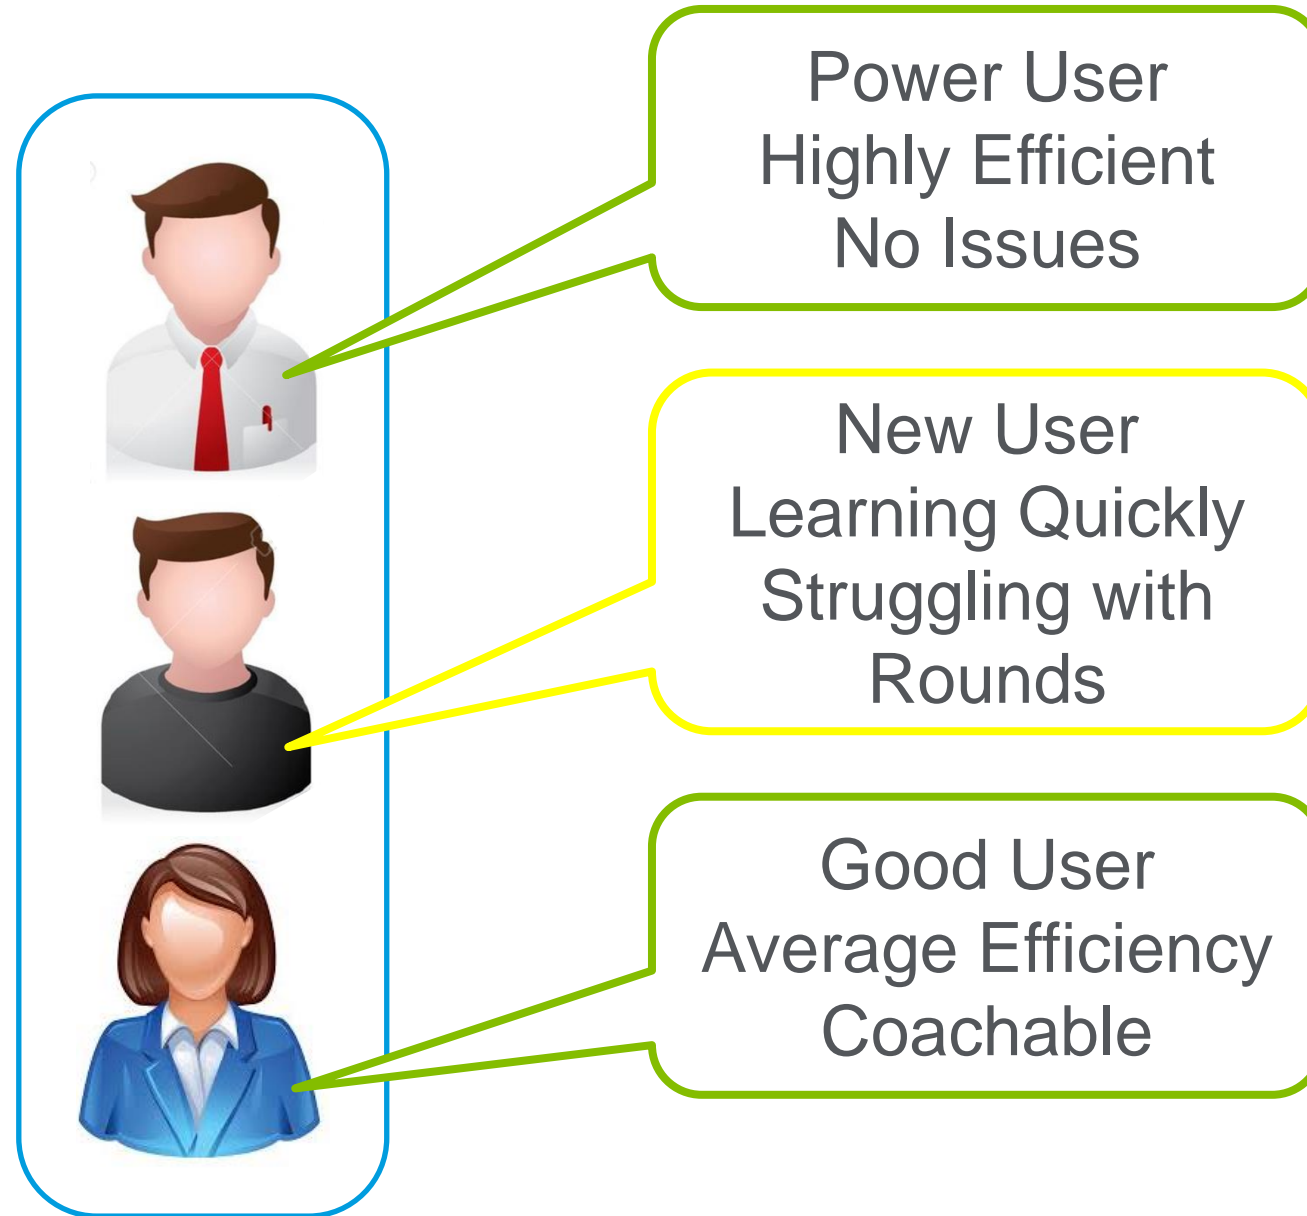 Power User
Highly Efficient
No Issues
New User
Learning Quickly
Struggling with
Rounds
Good User
Average Efficiency
Coachable